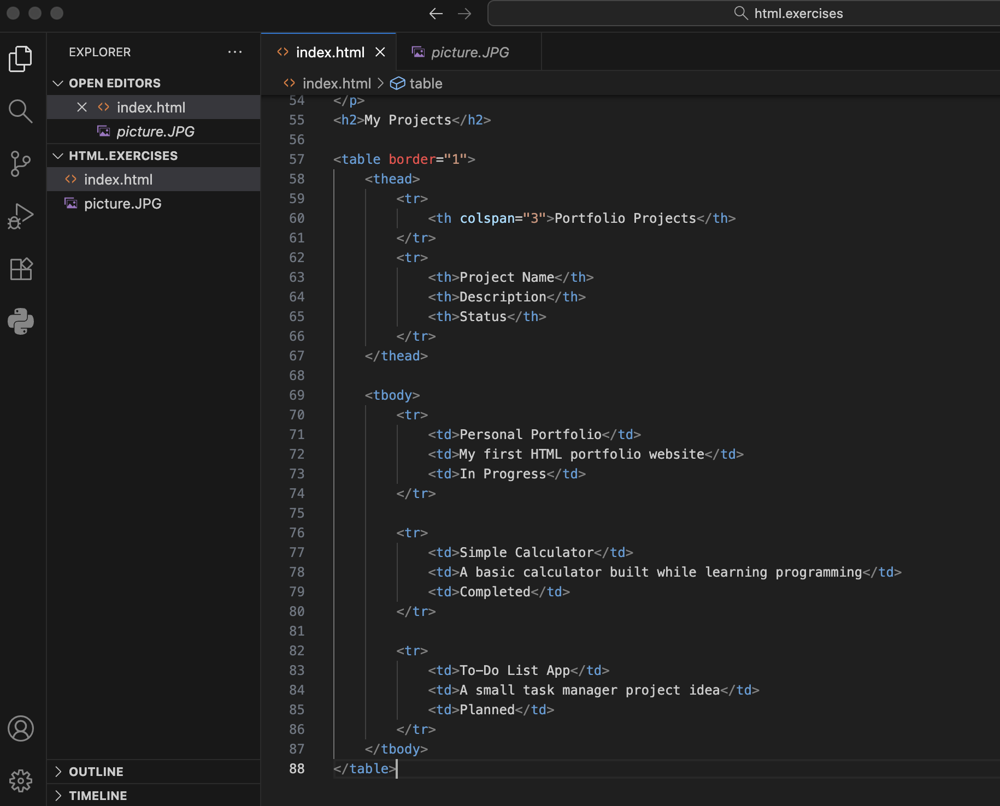 html.exercises
EXPLORER
OPEN EDITORS
index.html
picture.JPG
HTML.EXERCISES
index.html
picture.JPG
OUTLINE
TIMELINE
index.html
picture.JPG
index.html > table
54 </p>
55 <h2>My Projects</h2>
56
57 <table border="1">
58     <thead>
59         <tr>
60             <th colspan="3">Portfolio Projects</th>
61         </tr>
62         <tr>
63             <th>Project Name</th>
64             <th>Description</th>
65             <th>Status</th>
66         </tr>
67     </thead>
68
69     <tbody>
70         <tr>
71             <td>Personal Portfolio</td>
72             <td>My first HTML portfolio website</td>
73             <td>In Progress</td>
74         </tr>
75
76         <tr>
77             <td>Simple Calculator</td>
78             <td>A basic calculator built while learning programming</td>
79             <td>Completed</td>
80         </tr>
81
82         <tr>
83             <td>To-Do List App</td>
84             <td>A small task manager project idea</td>
85             <td>Planned</td>
86         </tr>
87     </tbody>
88 </table>